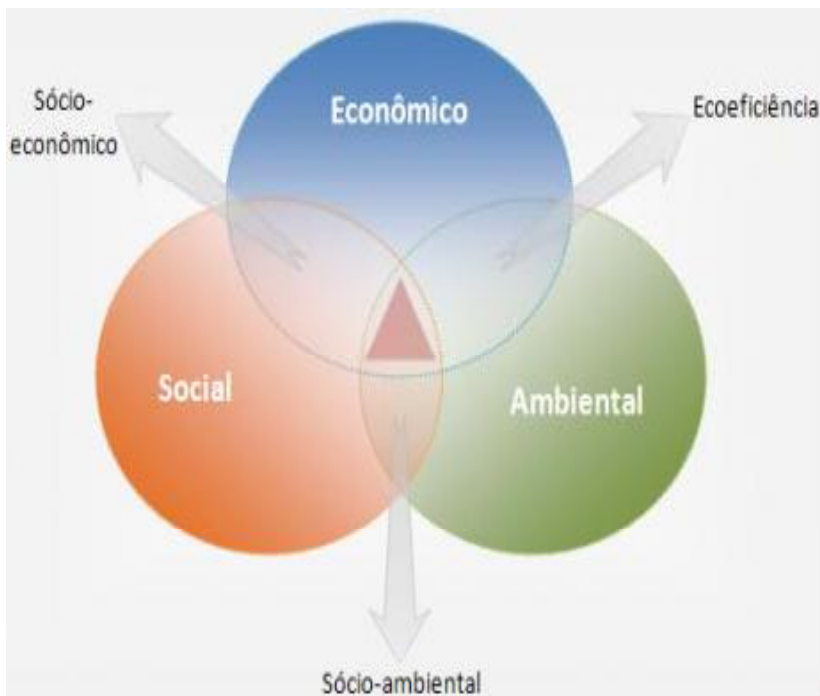 Sócio-
econômico
Econômico
Ecoeficiência
Social
Ambiental
Sócio-ambiental